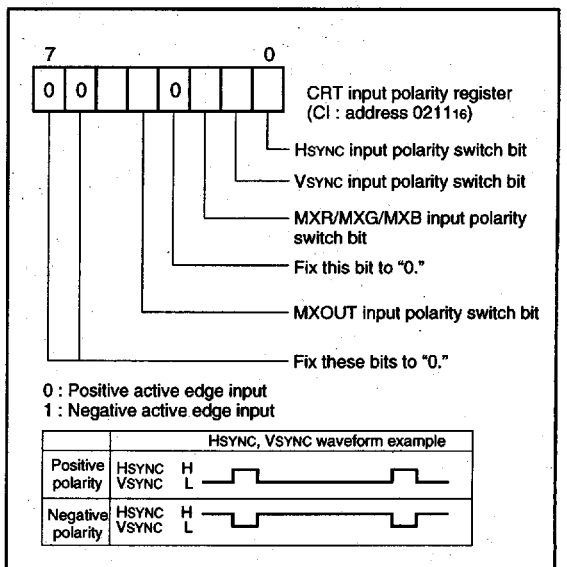 7 0
0 0 0
CRT input polarity register
(CI : address 021116)
HSYNC input polarity switch bit
VSYNC input polarity switch bit
MXR/MXG/MXB input polarity
switch bit
Fix this bit to “0.”
MXOUT input polarity switch bit
Fix these bits to “0.”
0 : Positive active edge input
1 : Negative active edge input
HSYNC, VSYNC waveform example
Positive
polarity
HSYNC H
VSYNC L
Negative
polarity
HSYNC H
VSYNC L